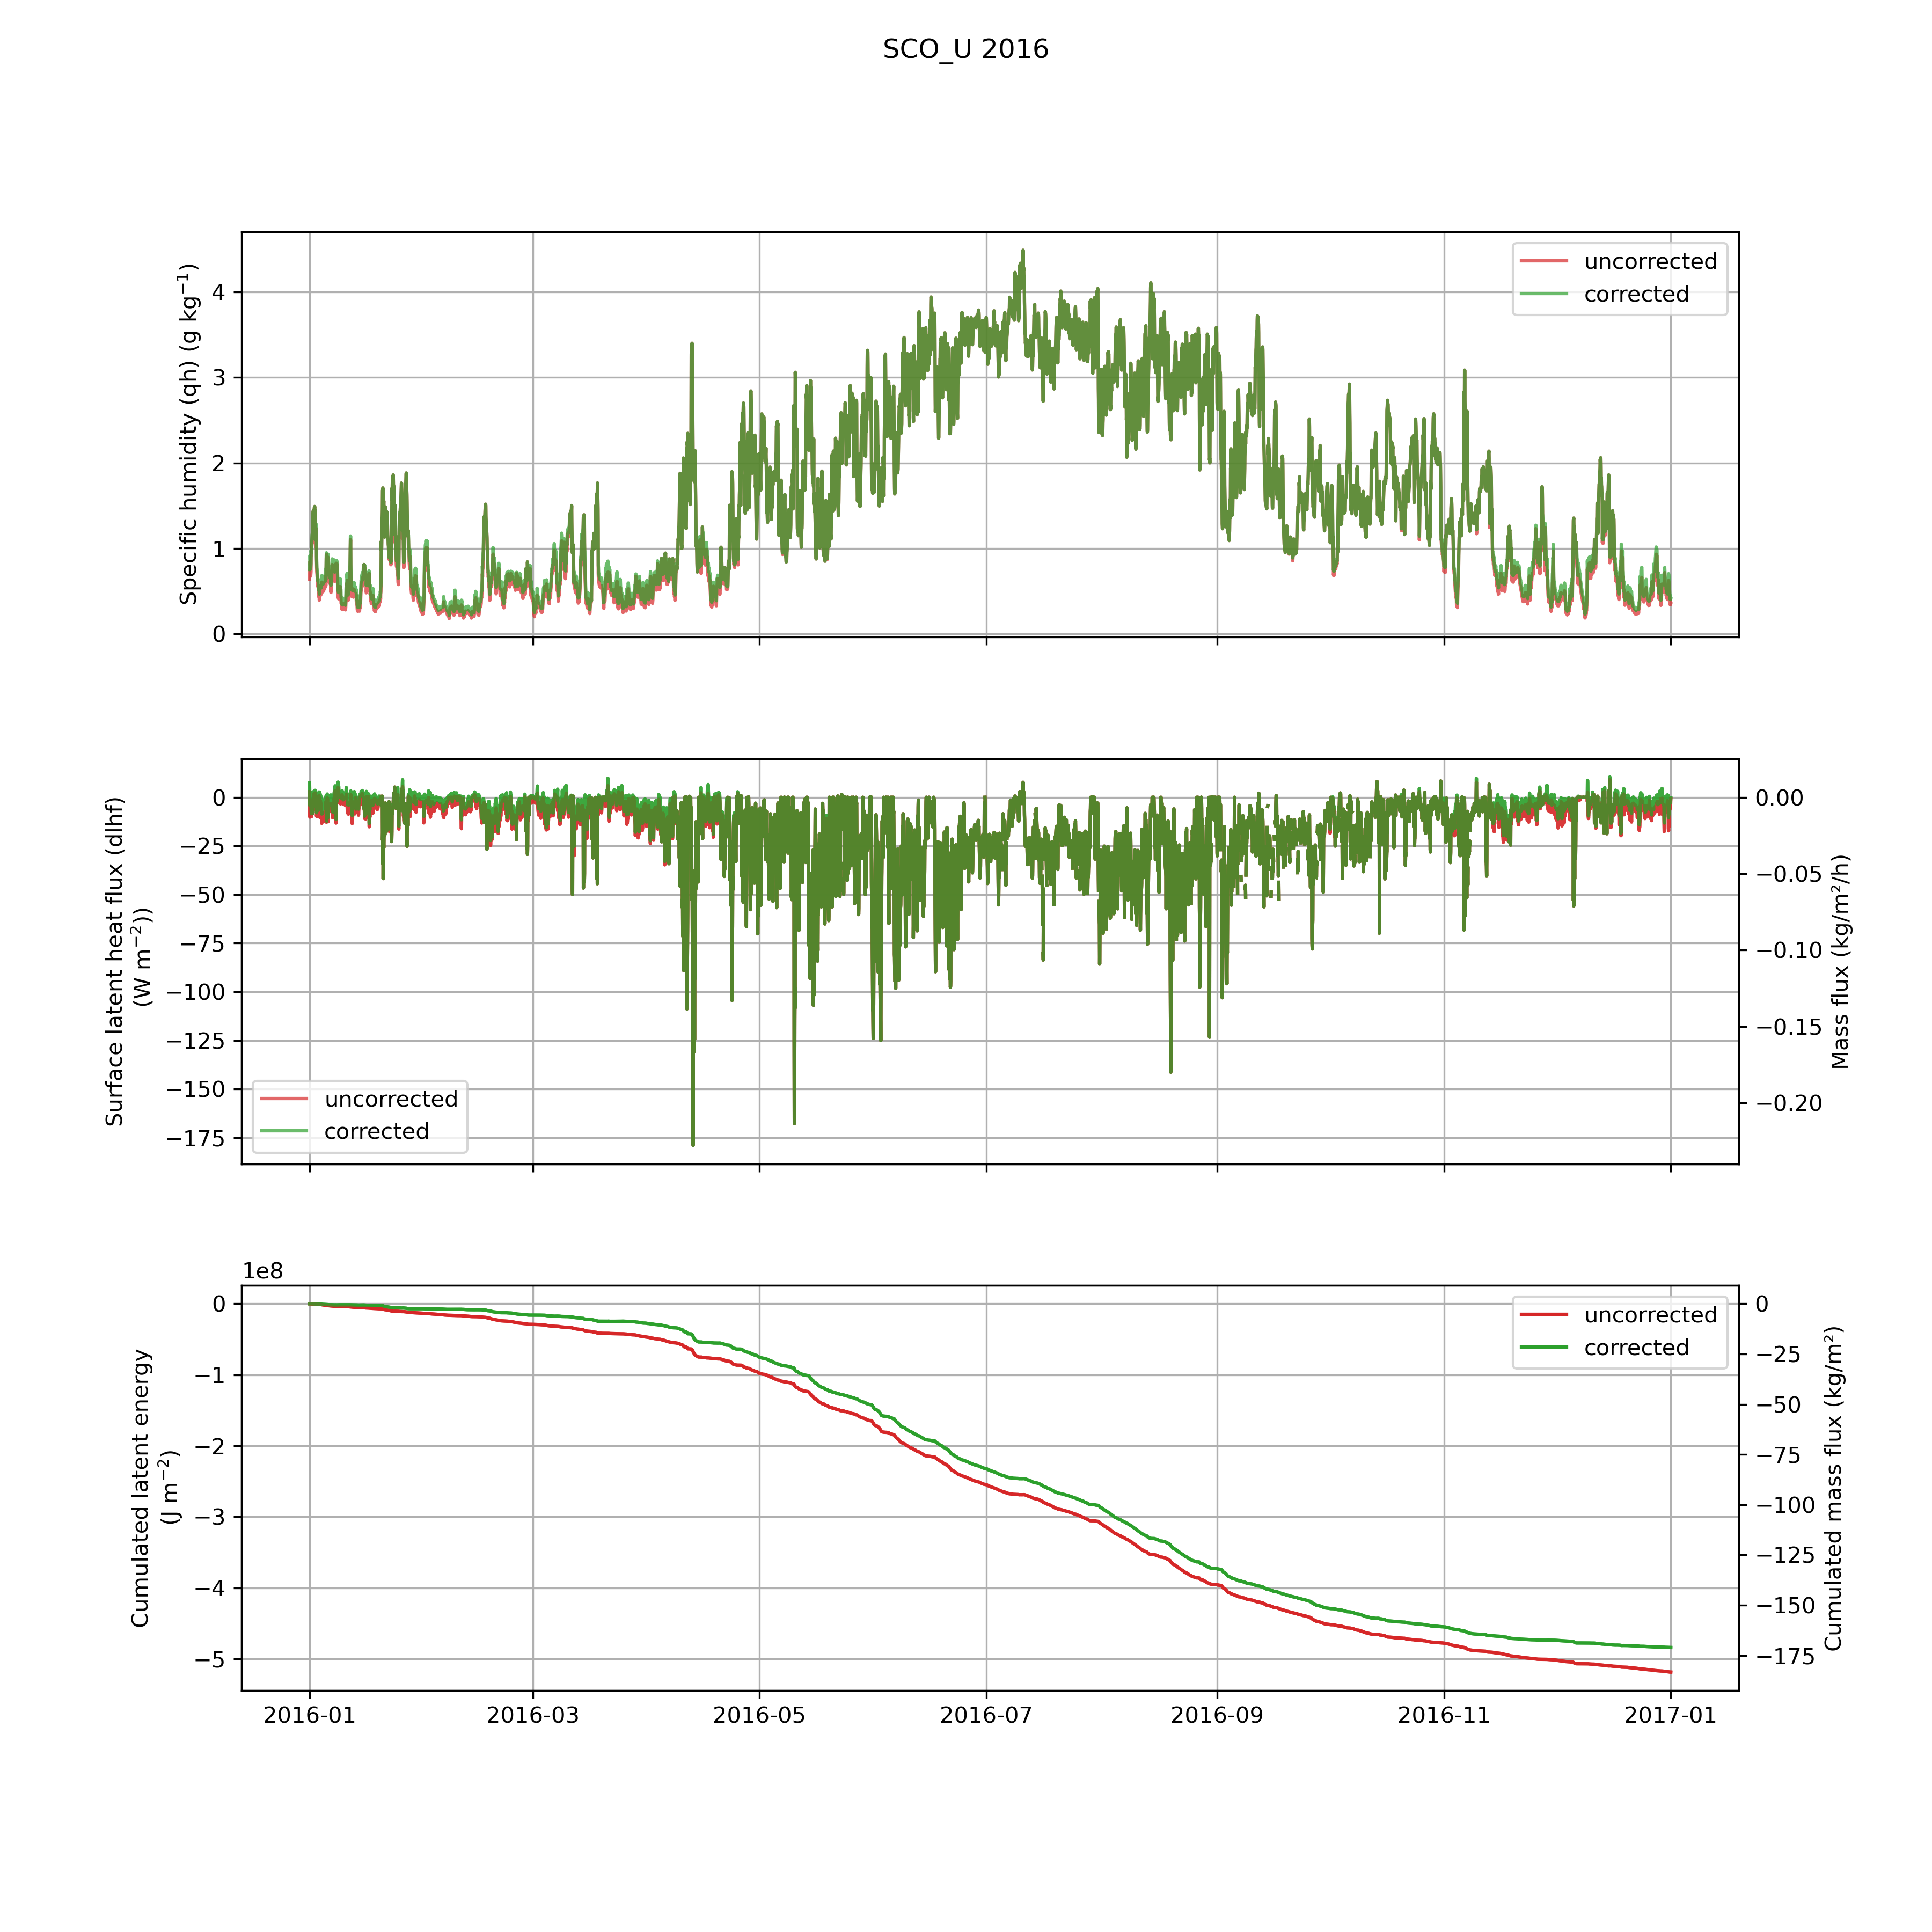 SCO_U 2016
Specific humidity (qh) (g kg⁻¹)
4
3
2
1
0
uncorrected
corrected
Surface latent heat flux (dlhf)
(W m⁻²))
0
−25
−50
−75
−100
−125
−150
−175
uncorrected
corrected
0.00
−0.05
−0.10
−0.15
−0.20
Mass flux (kg/m²/h)
1e8
Cumulated latent energy
(J m⁻²)
0
−1
−2
−3
−4
−5
uncorrected
corrected
0
−25
−50
−75
−100
−125
−150
−175
Cumulated mass flux (kg/m²)
2016-01 2016-03 2016-05 2016-07 2016-09 2016-11 2017-01